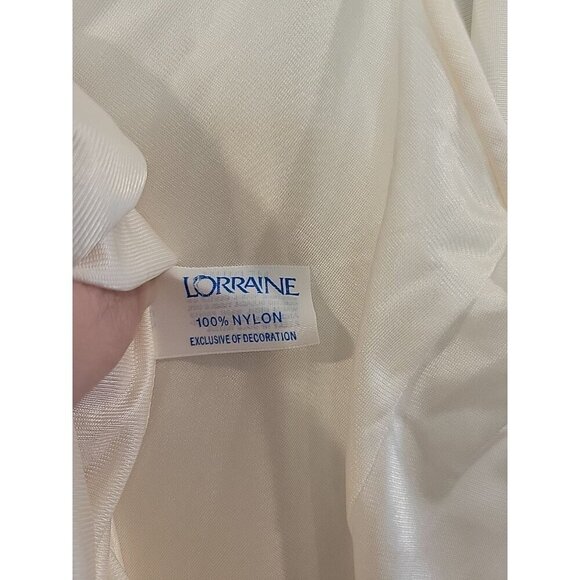 LORRAINE
100% NYLON
EXCLUSIVE OF DECORATION